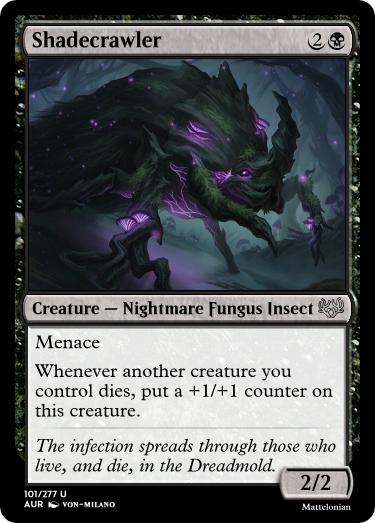 Shadecrawler 2
Creature — Nightmare Fungus Insect
Menace
Whenever another creature you
control dies, put a +1/+1 counter on
this creature.
The infection spreads through those who
live, and die, in the Dreadmold.
2/2
101/277 U
AUR VON-MILANO
Mattelonian